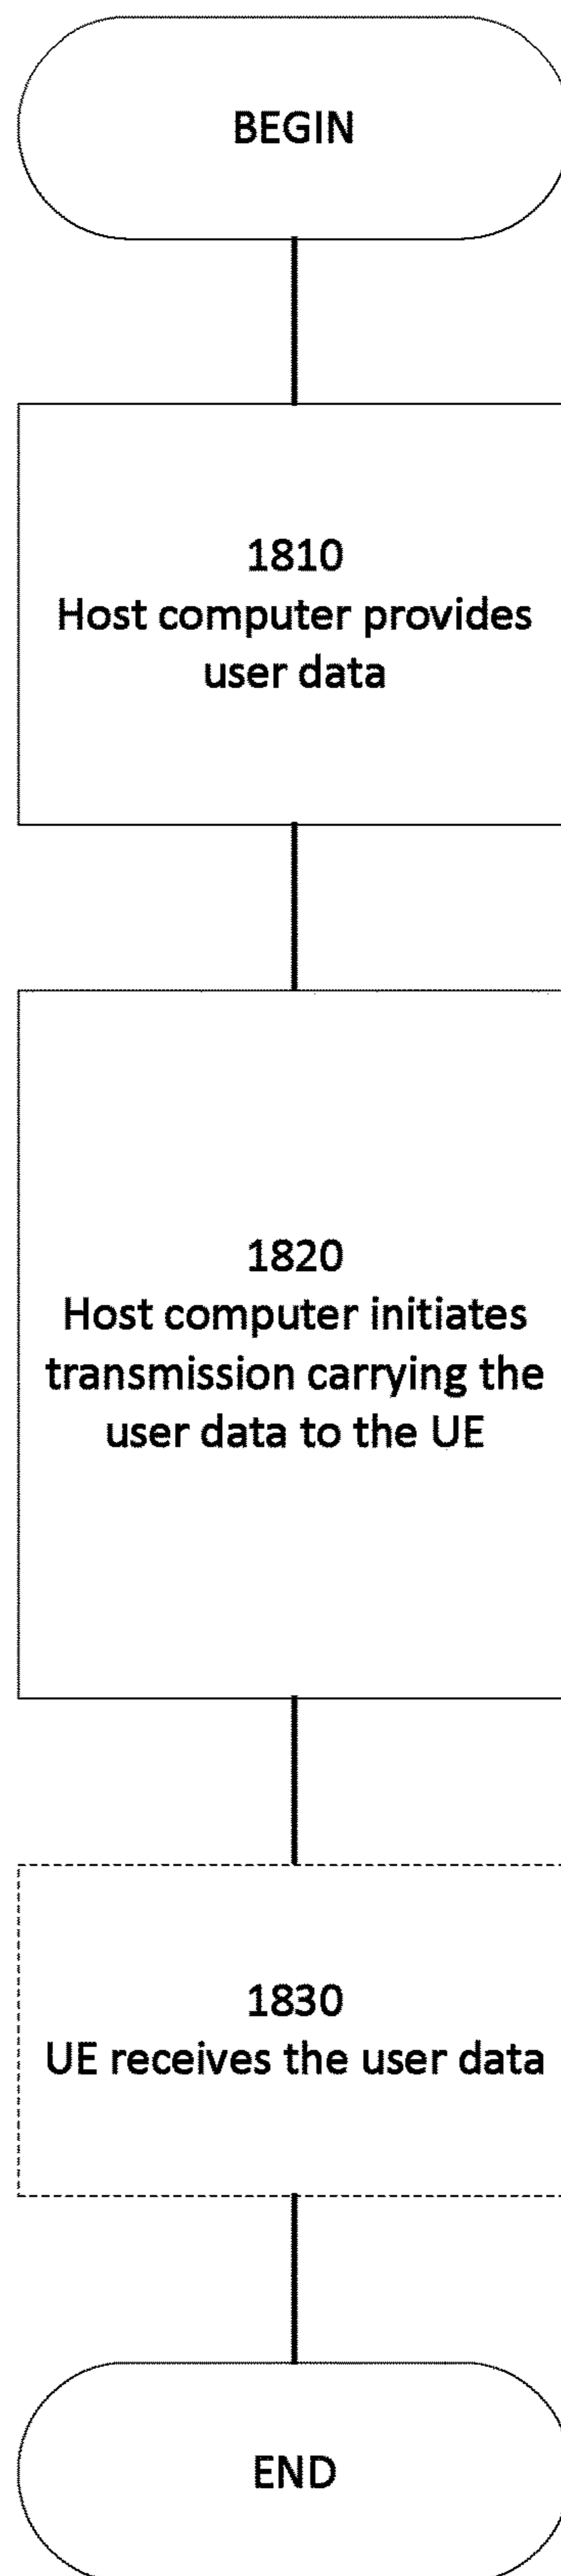 BEGIN
1810
Host computer provides
user data
1820
Host computer initiates
transmission carrying the
user data to the UE
1830
UE receives the user data
END